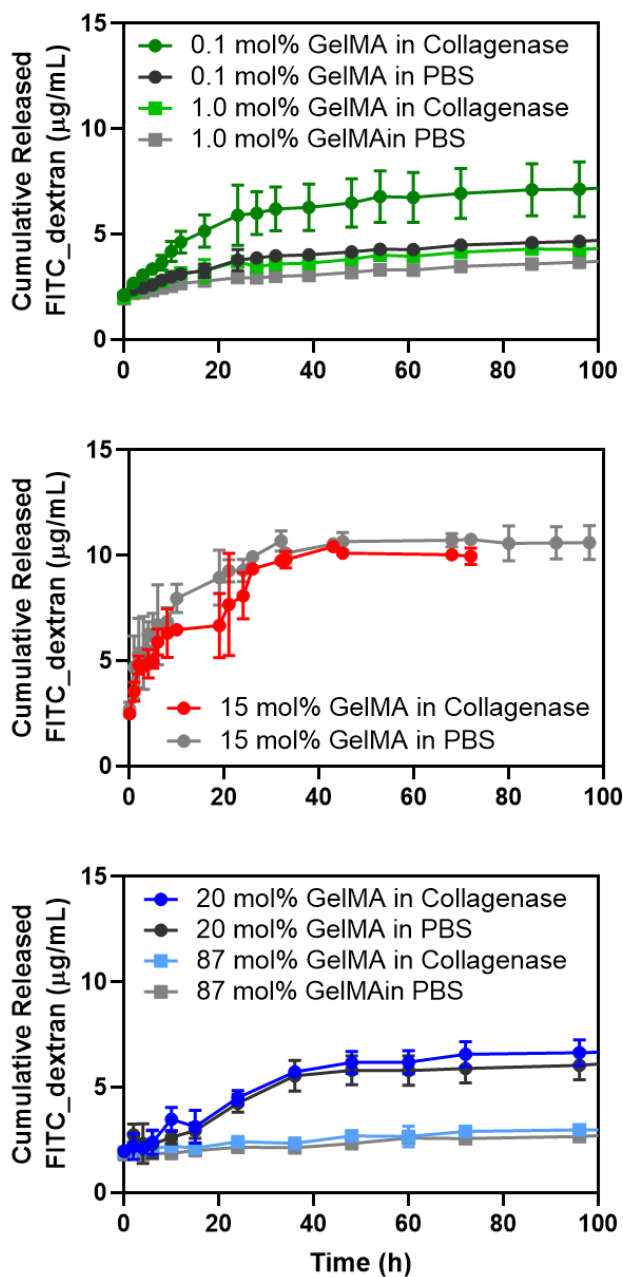 15
10
5
0
Cumulative Released
FITC_dextran (µg/mL)
0.1 mol% GelMA in Collagenase
0.1 mol% GelMA in PBS
1.0 mol% GelMA in Collagenase
1.0 mol% GelMAin PBS
0 20 40 60 80 100
15
10
5
0
Cumulative Released
FITC_dextran (µg/mL)
15 mol% GelMA in Collagenase
15 mol% GelMA in PBS
0 20 40 60 80 100
15
10
5
0
Cumulative Released
FITC_dextran (µg/mL)
20 mol% GelMA in Collagenase
20 mol% GelMA in PBS
87 mol% GelMA in Collagenase
87 mol% GelMAin PBS
0 20 40 60 80 100
Time (h)